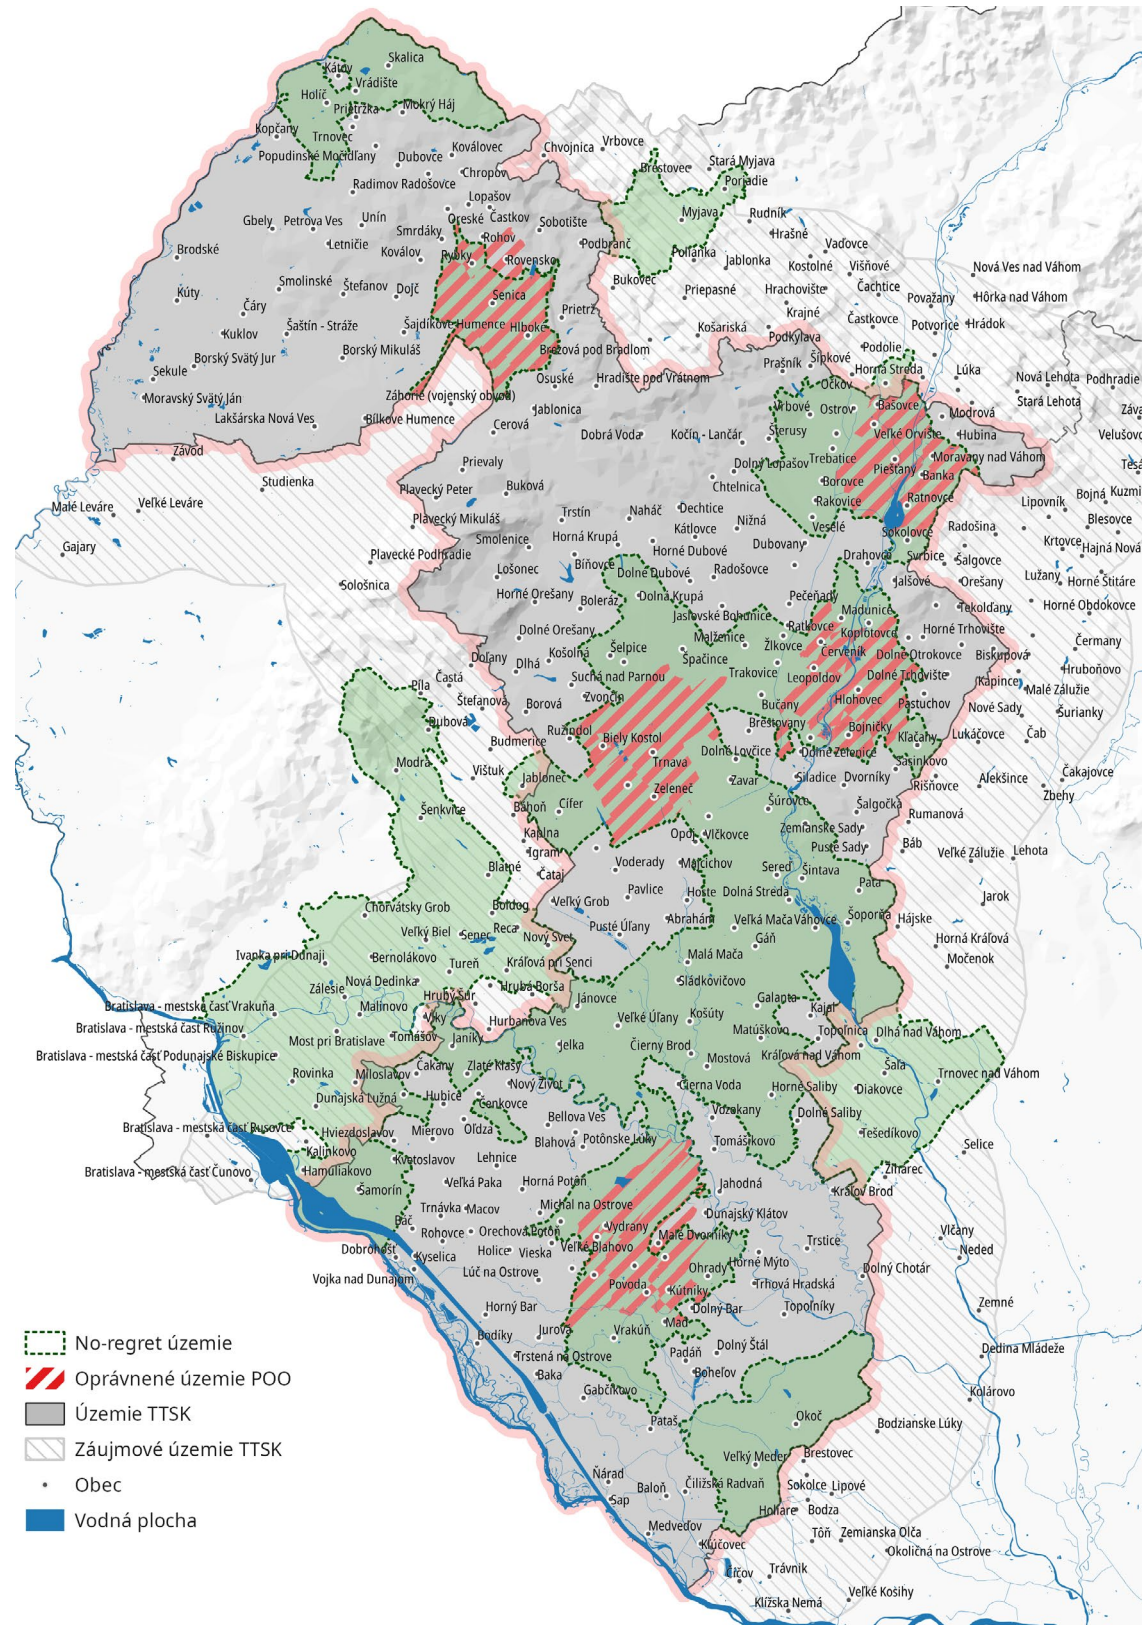 Skalica
Kátov
Vrádište
Holíč
Prietržka
Mokrý Háj
Kopčany
Trnovec
Popudinské Močidľany
Koválovec
Chvojnica
Vrbovce
Dubovce
Chropov
Brestovec
Stará Myjava
Porjadie
Radimov
Radošovce
Lopašov
Gbely
Petrova Ves
Unín
Oreské
Častkov
Sobotište
Myjava
Rudník
Smrdáky
Rohov
Hrašné
Letničie
Koválov
Rybky
Rovensko
Podbranč
Polianka
Jablonka
Vaďovce
Brodské
Kostolné
Višňové
Nová Ves nad Váhom
Smolinské
Štefanov
Dojč
Senica
Bukovec
Priepasné
Hrachovište
Čachtice
Považany
Hôrka nad Váhom
Kúty
Čáry
Prietrž
Krajné
Kuklov
Šaštín - Stráže
Šajdíkove Humence
Hlboké
Košariská
Častkovce
Potvorice
Hrádok
Borský Svätý Jur
Borský Mikuláš
Brezová pod Bradlom
Podkylava
Podolie
Sekule
Osuské
Hradište pod Vrátnom
Prašník
Šípkové
Horná Streda
Lúka
Nová Lehota
Podhradie
Moravský Svätý Ján
Záhorie (vojenský obvod)
Očkov
Stará Lehota
Lakšárska Nová Ves
Bílkove Humence
Jablonica
Vrbové
Ostrov
Bašovce
Modrová
Cerová
Dobrá Voda
Kočín - Lančár
Šterusy
Veľké Orvište
Hubina
Závod
Prievaly
Dolný Lopašov
Trebatice
Moravany nad Váhom
Piešťany
Banka
Studienka
Plavecký Peter
Buková
Chtelnica
Borovce
Malé Leváre
Veľké Leváre
Rakovice
Ratnovce
Lipovník
Bojná
Plavecký Mikuláš
Trstín
Naháč
Dechtice
Nižná
Veselé
Sokolovce
Radošina
Blesovce
Gajary
Smolenice
Horná Krupá
Kátlovce
Dubovany
Krtovce
Hajná Nová
Plavecké Podhradie
Horné Dubové
Drahovce
Svrbice
Šalgovce
Lošonec
Bíňovce
Dolné Dubové
Radošovce
Jalšové
Orešany
Lužany
Horné Štitáre
Sološnica
Horné Orešany
Boleráz
Dolná Krupá
Pečeňady
Madunice
Tekolďany
Horné Obdokovce
Jaslovské Bohunice
Ratkovce
Koplotovce
Dolné Orešany
Malženice
Žlkovce
Horné Trhovište
Čermany
Košolná
Šelpice
Červeník
Dolné Otrokovce
Biskupová
Doľany
Dlhá
Špačince
Trakovice
Leopoldov
Dolné Trhovište
Kapince
Hruboňovo
Častá
Píla
Suchá nad Parnou
Malé Zálužie
Štefanová
Borová
Zvončín
Bučany
Hlohovec
Pastuchov
Nové Sady
Šurianky
Dubová
Ružindol
Biely Kostol
Brestovany
Bojničky
Kľačany
Lukáčovce
Čab
Budmerice
Trnava
Dolné Lovčice
Dolné Zelenice
Sasinkovo
Modra
Vištuk
Jablonec
Zeleneč
Zavar
Siladice
Dvorníky
Rišňovce
Alekšince
Čakajovce
Zbehy
Báhoň
Cífer
Šúrovce
Šalgočka
Rumanová
Šenkvice
Kaplna
Opoj
Vlčkovce
Zemianske Sady
Igram
Pusté Sady
Báb
Veľké Zálužie
Lehota
Blatné
Čataj
Voderady
Majcichov
Sereď
Šintava
Pata
Pavlice
Hoste
Dolná Streda
Jarok
Boldog
Veľký Grob
Chorvátsky Grob
Abrahám
Veľká Mača
Váhovce
Šoporňa
Hájske
Reca
Pusté Úľany
Veľký Biel
Senec
Nový Svet
Gáň
Horná Kráľová
Ivanka pri Dunaji
Bernolákovo
Tureň
Kráľová pri Senci
Malá Mača
Močenok
Nová Dedinka
Sládkovičovo
Zálesie
Hrubý Šúr
Hrubá Borša
Bratislava - mestská časť Vrakuňa
Malinovo
Vlky
Jánovce
Galanta
Kajal
Hurbanova Ves
Veľké Úľany
Košúty
Bratislava - mestská časť Ružinov
Tomášov
Matúškovo
Topoľnica
Dlhá nad Váhom
Most pri Bratislave
Janíky
Jelka
Čierny Brod
Bratislava - mestská časť Podunajské Biskupice
Mostová
Kráľová nad Váhom
Čakany
Zlaté Klasy
Šaľa
Rovinka
Miloslavov
Nový Život
Čierna Voda
Horné Saliby
Diakovce
Trnovec nad Váhom
Dunajská Lužná
Hubice
Čenkovce
Vozokany
Dolné Saliby
Bratislava - mestská časť Rusovce
Hviezdoslavov
Mierovo
Oľdza
Bellova Ves
Tešedíkovo
Blahová
Potônske Lúky
Tomášikovo
Selice
Kalinkovo
Kvetoslavov
Lehnice
Bratislava - mestská časť Čunovo
Hamuliakovo
Žihárec
Šamorín
Veľká Paka
Horná Potôň
Jahodná
Kráľov Brod
Trnávka
Macov
Michal na Ostrove
Dunajský Klátov
Báč
Rohovce
Orechová Potôň
Vydrany
Malé Dvorníky
Trstice
Vlčany
Dobrohošť
Kyselica
Holice
Vieska
Veľké Blahovo
Neded
Vojka nad Dunajom
Lúč na Ostrove
Ohrady
Horné Mýto
Dolný Chotár
Povoda
Kútniky
Trhová Hradská
Horný Bar
Dolný Bar
Topoľníky
Zemné
Jurová
Vrakúň
Mad
No-regret územie
Bodíky
Trstená na Ostrove
Padáň
Dolný Štál
Dedina Mládeže
Oprávnené územie POO
Baka
Boheľov
Gabčíkovo
Kolárovo
Územie TTSK
Pataš
Okoč
Bodzianske Lúky
Záujmové územie TTSK
Veľký Meder
Brestovec
Obec
Ňárad
Baloň
Čiližská Radvaň
Sokolce
Lipové
Sap
Holiare
Bodza
Vodná plocha
Medveďov
Tôň
Zemianska Olča
Kľúčovec
Okoličná na Ostrove
Číčov
Trávnik
Veľké Kosihy
Klížska Nemá